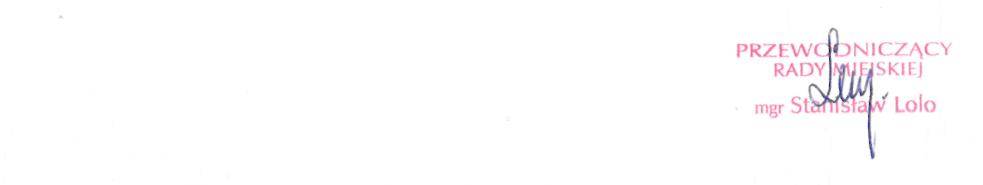 PRZEWODNICZĄCY
RADY MIEJSKIEJ
mgr Stanisław Lolo